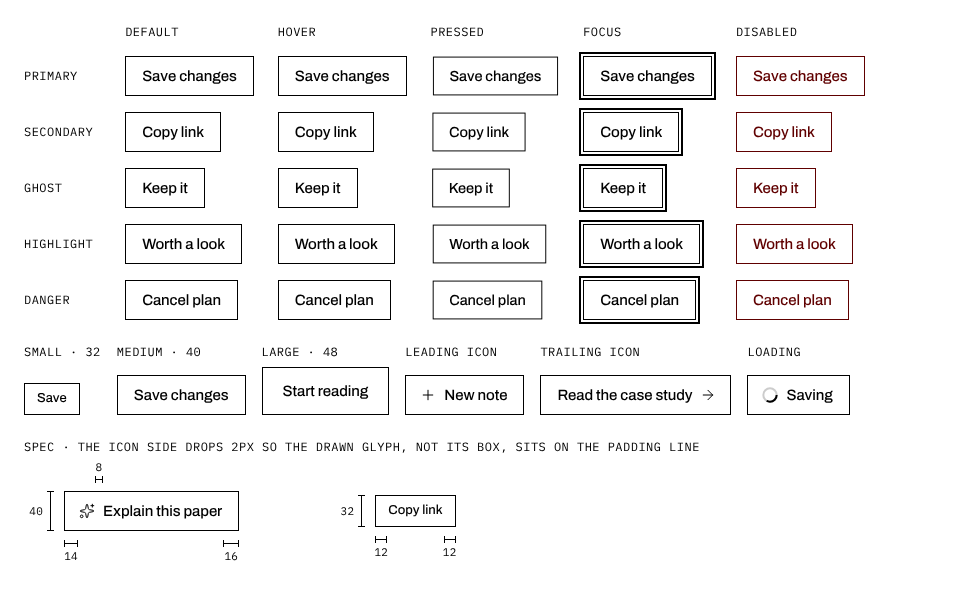 DEFAULT HOVER PRESSED FOCUS DISABLED
PRIMARY Save changes Save changes Save changes Save changes Save changes
SECONDARY Copy link Copy link Copy link Copy link Copy link
GHOST Keep it Keep it Keep it Keep it Keep it
HIGHLIGHT Worth a look Worth a look Worth a look Worth a look Worth a look
DANGER Cancel plan Cancel plan Cancel plan Cancel plan Cancel plan
SMALL · 32 MEDIUM · 40 LARGE · 48 LEADING ICON TRAILING ICON LOADING
Save Save changes Start reading New note Read the case study Saving
SPEC · THE ICON SIDE DROPS 2PX SO THE DRAWN GLYPH, NOT ITS BOX, SITS ON THE PADDING LINE
8
40 Explain this paper 32 Copy link
14 16 12 12